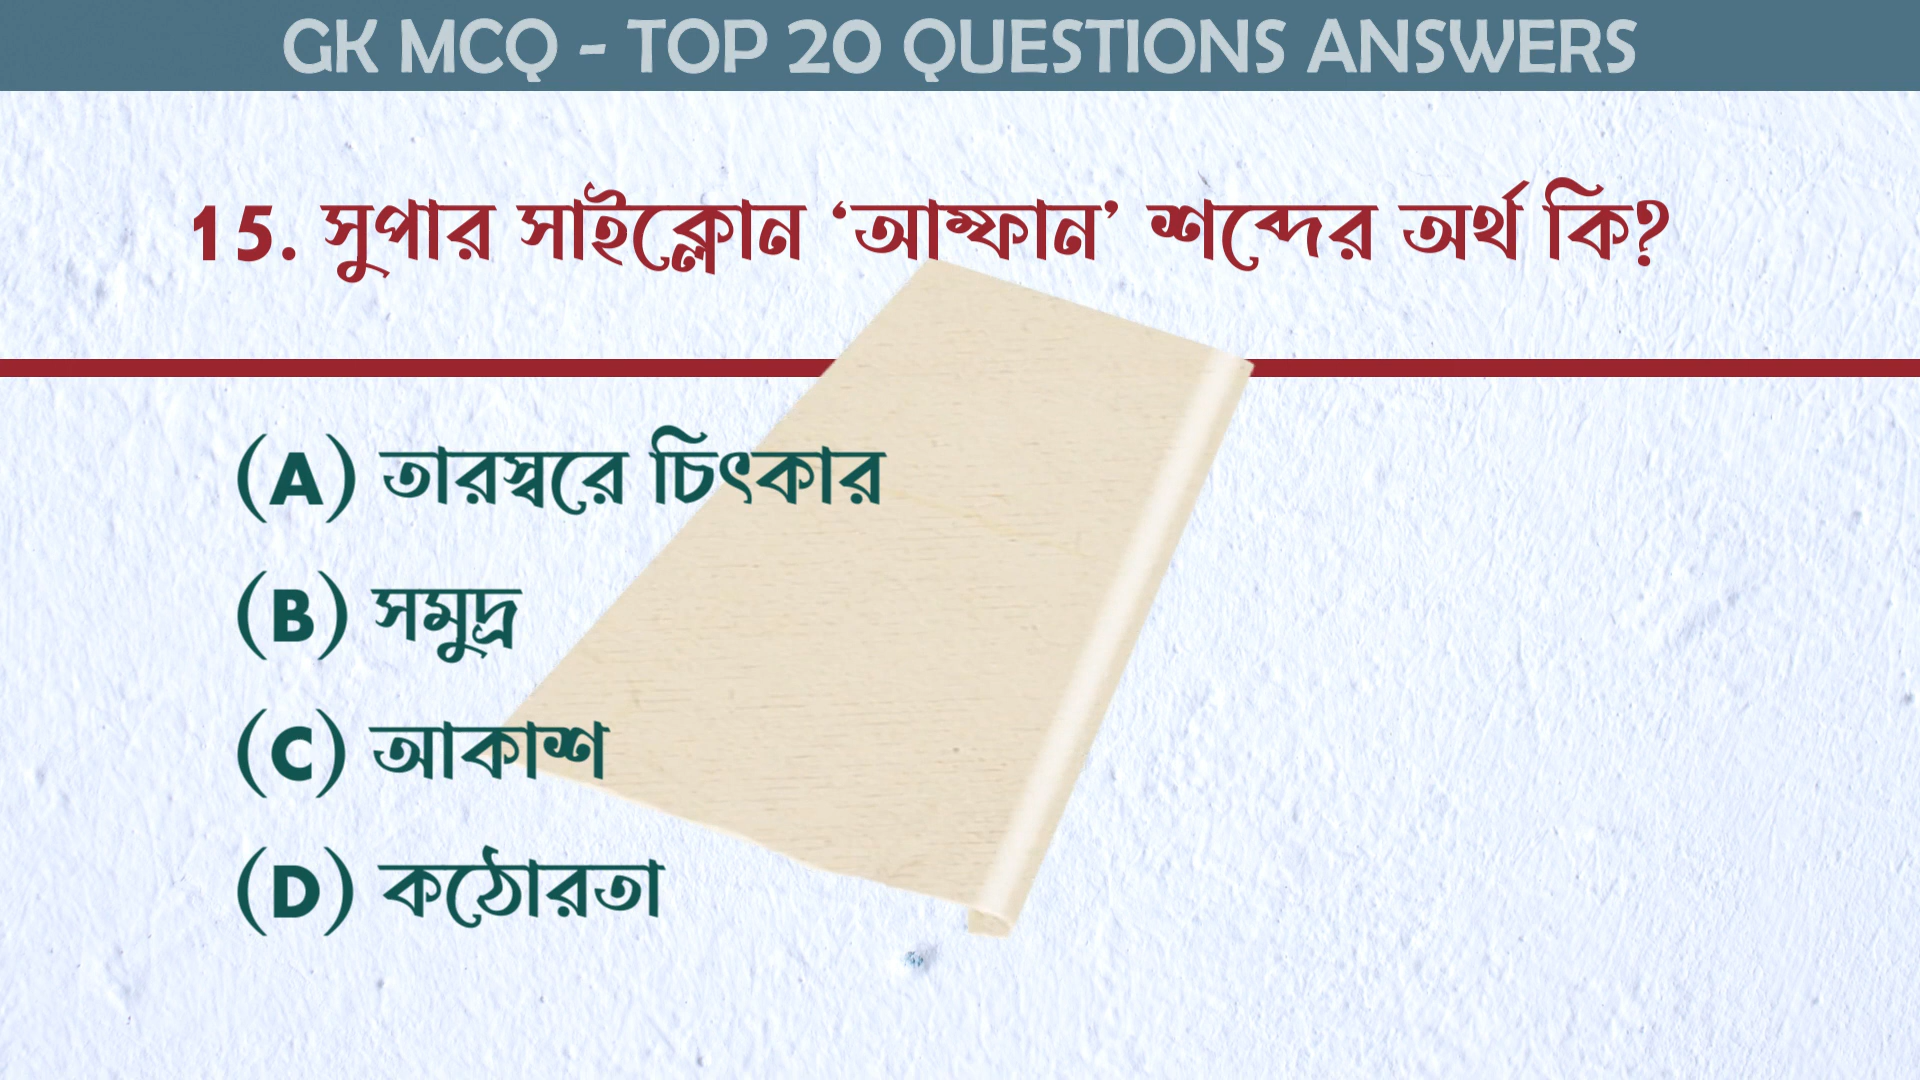 GK MCQ - TOP 20 QUESTIONS ANSWERS
15. সুপার সাইক্লোন ‘আম্ফান’ শব্দের অর্থ কি?
(A) তারস্বরে চিৎকার
(B) সমুদ্র
(C) আকাশ
(D) কঠোরতা